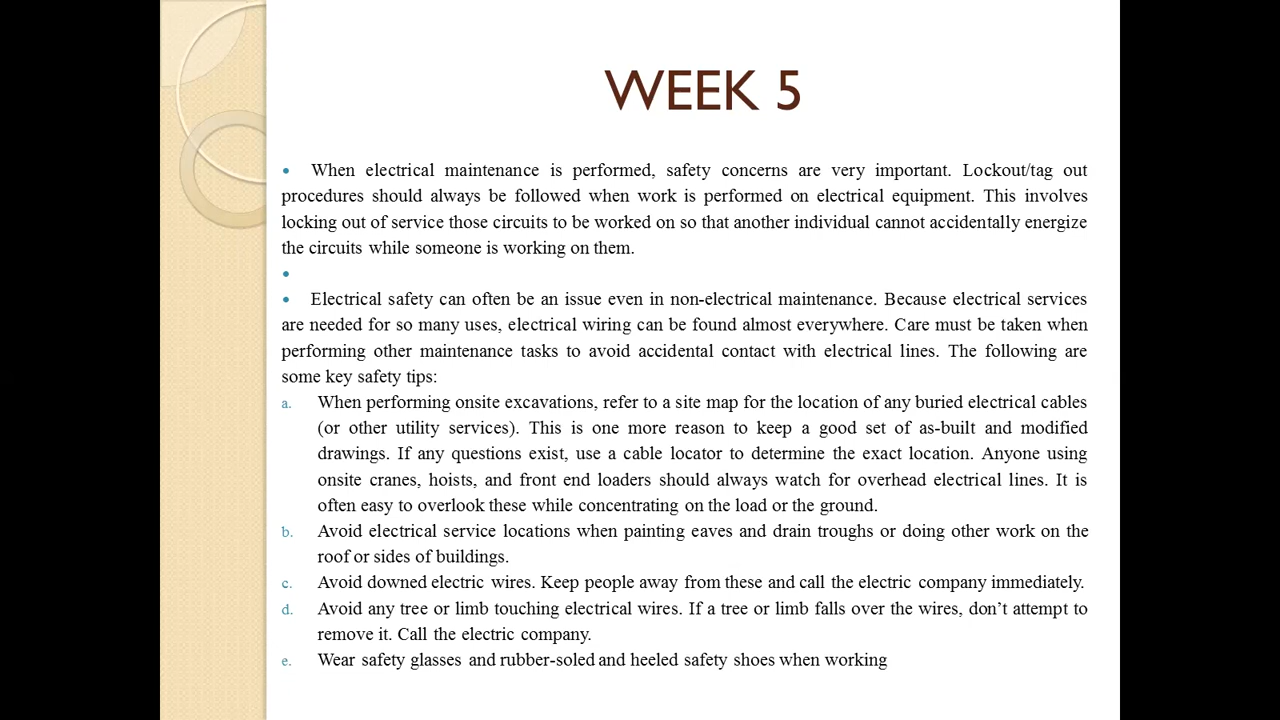 WEEK 5
• When electrical maintenance is performed, safety concerns are very important. Lockout/tag out
procedures should always be followed when work is performed on electrical equipment. This involves
locking out of service those circuits to be worked on so that another individual cannot accidentally energize
the circuits while someone is working on them.
•
• Electrical safety can often be an issue even in non-electrical maintenance. Because electrical services
are needed for so many uses, electrical wiring can be found almost everywhere. Care must be taken when
performing other maintenance tasks to avoid accidental contact with electrical lines. The following are
some key safety tips:
a. When performing onsite excavations, refer to a site map for the location of any buried electrical cables
(or other utility services). This is one more reason to keep a good set of as-built and modified
drawings. If any questions exist, use a cable locator to determine the exact location. Anyone using
onsite cranes, hoists, and front end loaders should always watch for overhead electrical lines. It is
often easy to overlook these while concentrating on the load or the ground.
b. Avoid electrical service locations when painting eaves and drain troughs or doing other work on the
roof or sides of buildings.
c. Avoid downed electric wires. Keep people away from these and call the electric company immediately.
d. Avoid any tree or limb touching electrical wires. If a tree or limb falls over the wires, don’t attempt to
remove it. Call the electric company.
e. Wear safety glasses and rubber-soled and heeled safety shoes when working